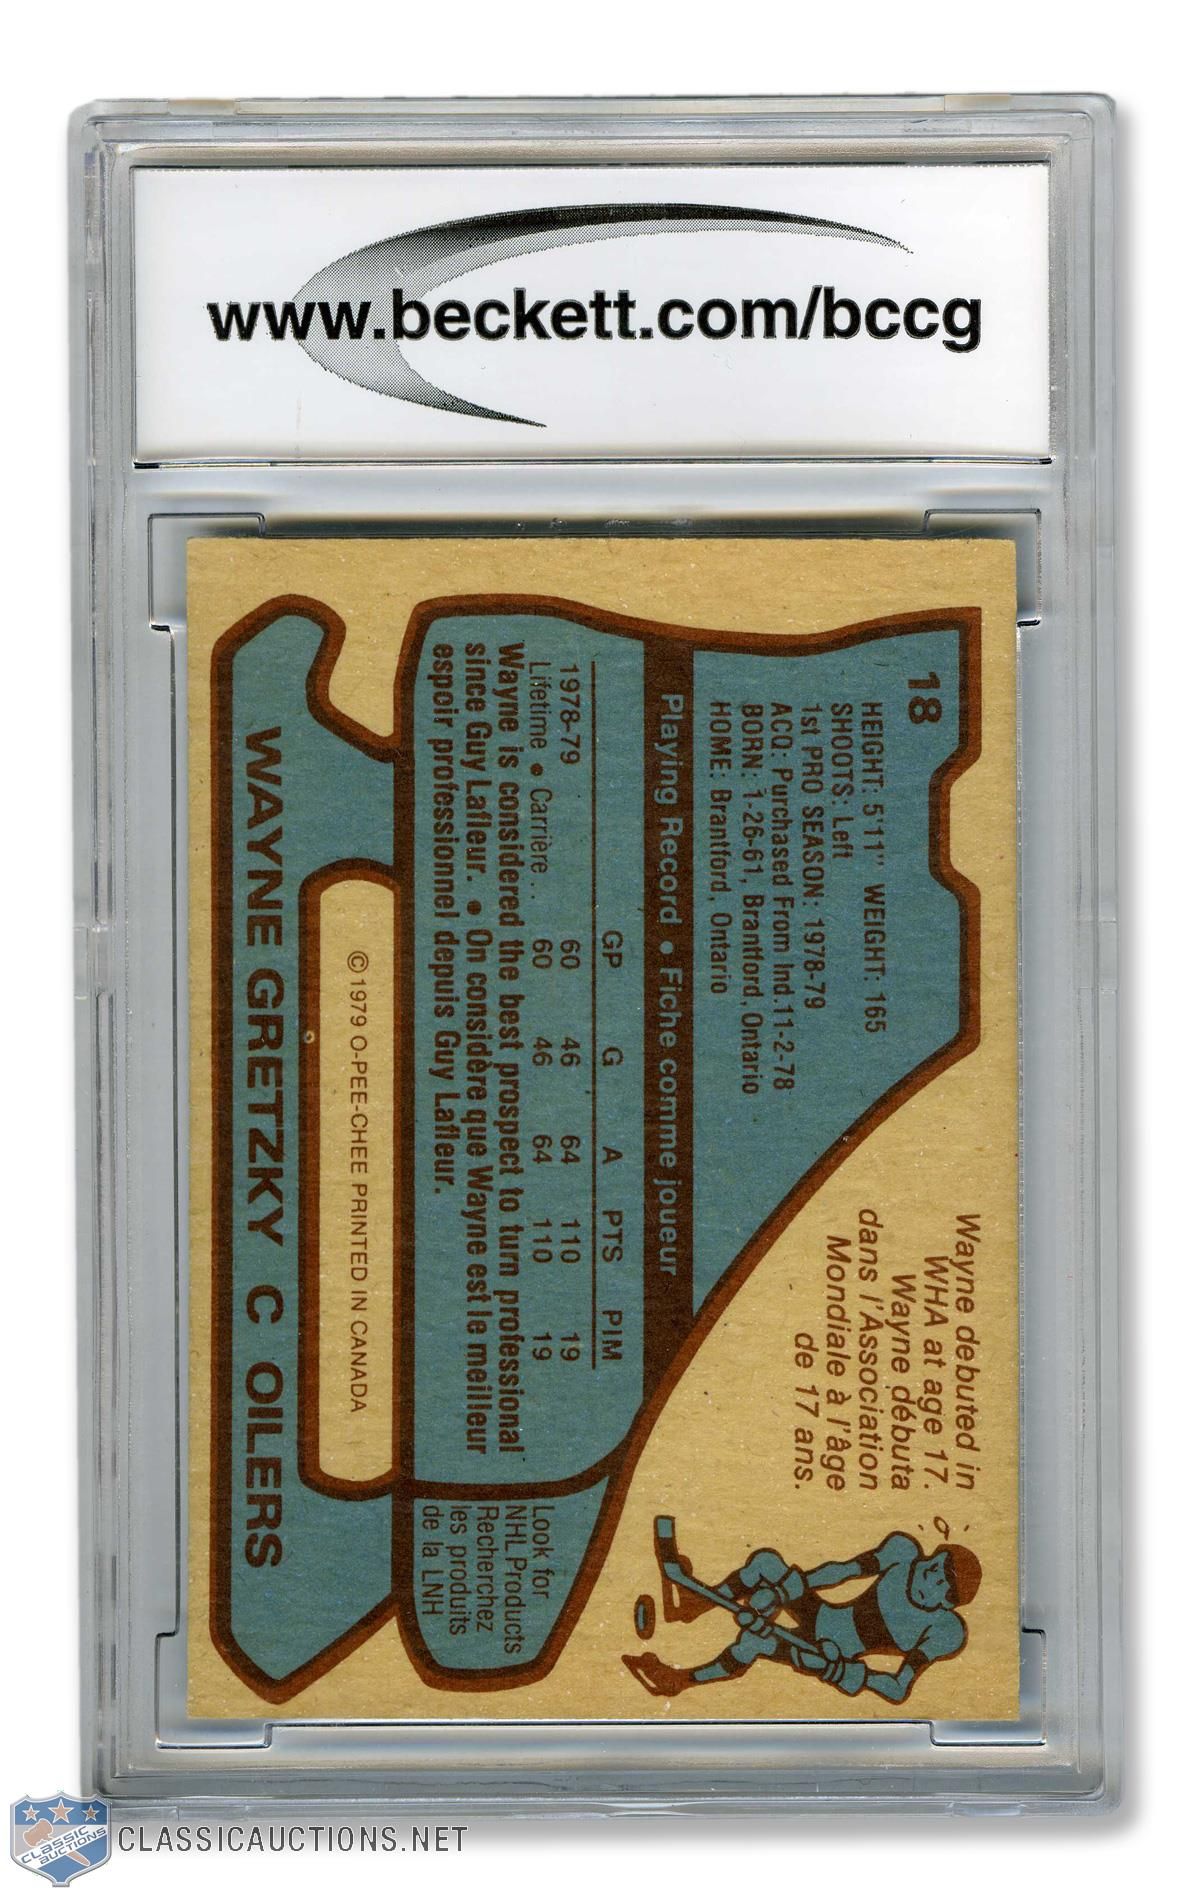 www.beckett.com/bccg
18
HEIGHT: 5'11" WEIGHT: 165
SHOOTS: Left
1st PRO SEASON: 1978-79
ACQ: Purchased From Ind. 11-2-78
BORN: 1-26-61, Brantford, Ontario
HOME: Brantford, Ontario
Wayne debuted in
WHA at age 17.
Wayne débuta
dans l'Association
Mondiale à l'âge
de 17 ans.
Playing Record • Fiche comme joueur
GP G A PTS PIM
1978-79 60 46 64 110 19
Lifetime • Carrière .. 60 46 64 110 19
Wayne is considered the best prospect to turn professional
since Guy Lafleur. • On considère que Wayne est le meilleur
espoir professionnel depuis Guy Lafleur.
Look for
NHL Products
Recherchez
les produits
de la LNH
© 1979 O-PEE-CHEE PRINTED IN CANADA
WAYNE GRETZKY C OILERS
CLASSIC
AUCTIONS
CLASSICAUCTIONS.NET